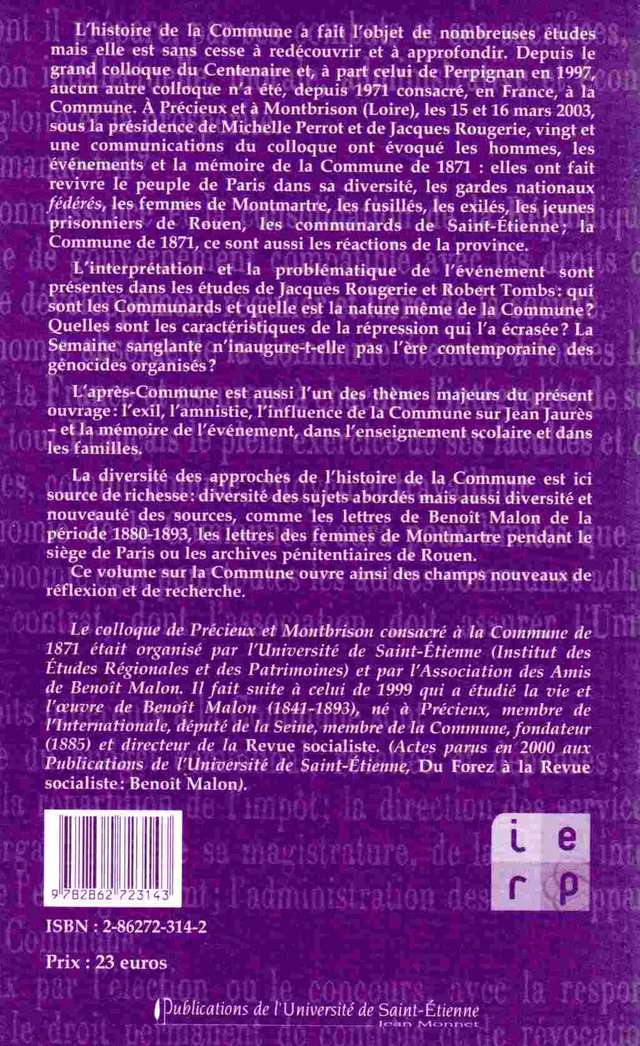 L'histoire de la Commune a fait l'objet de nombreuses études
mais elle est sans cesse à redécouvrir et à approfondir. Depuis le
grand colloque du Centenaire et, à part celui de Perpignan en 1997,
aucun autre colloque n'a été, depuis 1971 consacré, en France, à la
Commune. À Précieux et à Montbrison (Loire), les 15 et 16 mars 2003,
sous la présidence de Michelle Perrot et de Jacques Rougerie, vingt et
une communications du colloque ont évoqué les hommes, les
événements et la mémoire de la Commune de 1871 : elles ont fait
revivre le peuple de Paris dans sa diversité, les gardes nationaux
fédérés, les femmes de Montmartre, les fusillés, les exilés, les jeunes
prisonniers de Rouen, les communards de Saint-Étienne ; la
Commune de 1871, ce sont aussi les réactions de la province.
L'interprétation et la problématique de l'événement sont
présentes dans les études de Jacques Rougerie et Robert Tombs : qui
sont les Communards et quelle est la nature même de la Commune ?
Quelles sont les caractéristiques de la répression qui l'a écrasée ? La
Semaine sanglante n'inaugure-t-elle pas l'ère contemporaine des
génocides organisés ?
L'après-Commune est aussi l'un des thèmes majeurs du présent
ouvrage : l'exil, l'amnistie, l'influence de la Commune sur Jean Jaurès
– et la mémoire de l'événement, dans l'enseignement scolaire et dans
les familles.
La diversité des approches de l'histoire de la Commune est ici
source de richesse : diversité des sujets abordés mais aussi diversité et
nouveauté des sources, comme les lettres de Benoît Malon de la
période 1880-1893, les lettres des femmes de Montmartre pendant le
siège de Paris ou les archives pénitentiaires de Rouen.
Ce volume sur la Commune ouvre ainsi des champs nouveaux de
réflexion et de recherche.
Le colloque de Précieux et Montbrison consacré à la Commune de
1871 était organisé par l'Université de Saint-Étienne (Institut des
Études Régionales et des Patrimoines) et par l'Association des Amis
de Benoît Malon. Il fait suite à celui de 1999 qui a étudié la vie et
l'œuvre de Benoît Malon (1841-1893), né à Précieux, membre de
l'Internationale, député de la Seine, membre de la Commune, fondateur
(1885) et directeur de la Revue socialiste. (Actes parus en 2000 aux
Publications de l'Université de Saint-Étienne, Du Forez à la Revue
socialiste : Benoît Malon).
9 782862 723143
i e
r p
ISBN : 2-86272-314-2
Prix : 23 euros
Publications de l'Université de Saint-Étienne
Jean Monnet